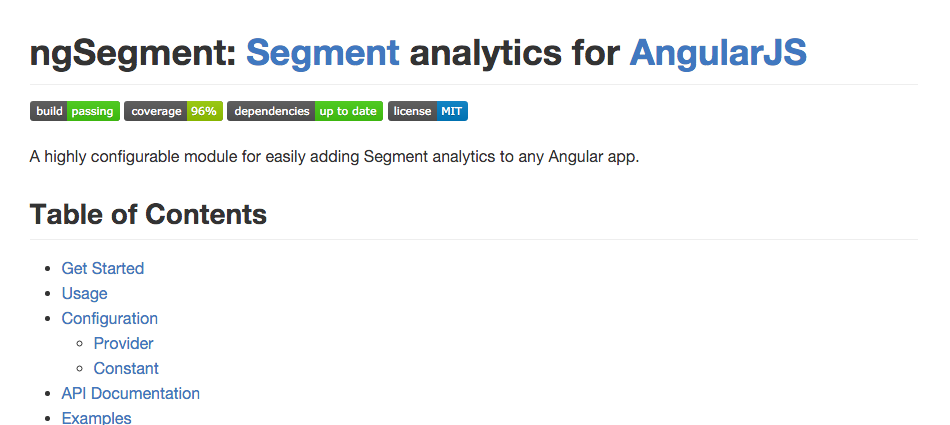 ngSegment: Segment analytics for AngularJS
build passing coverage 96% dependencies up to date license MIT
A highly configurable module for easily adding Segment analytics to any Angular app.
Table of Contents
Get Started
Usage
Configuration
Provider
Constant
API Documentation
Examples